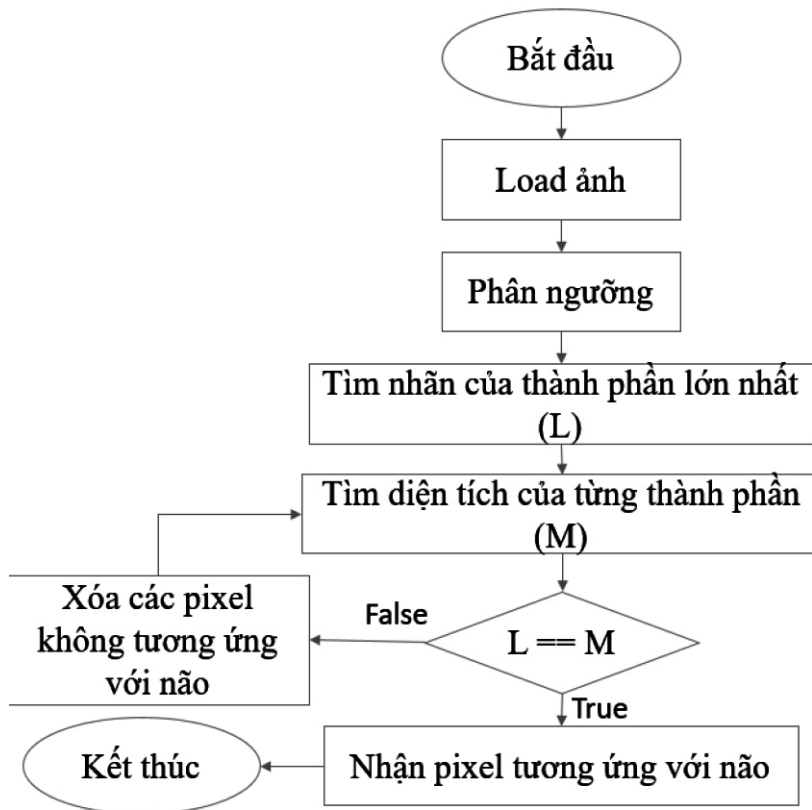 Bắt đầu
Load ảnh
Phân ngưỡng
Tìm nhãn của thành phần lớn nhất
(L)
Tìm diện tích của từng thành phần
(M)
Xóa các pixel
không tương ứng
với não
False
L == M
True
Kết thúc
Nhận pixel tương ứng với não